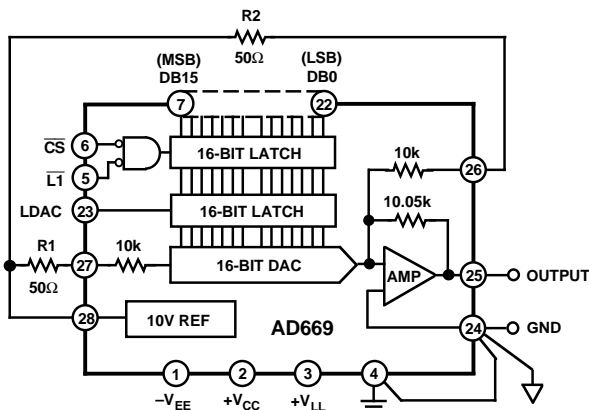 R2
50Ω
(MSB)
DB15
(LSB)
DB0
7
22
CS
6
16-BIT LATCH
10k
26
L1
5
10.05k
LDAC
23
16-BIT LATCH
R1
50Ω
27
10k
16-BIT DAC
AMP
25
OUTPUT
28
10V REF
AD669
24
GND
1
2
3
4
–VEE
+VCC
+VLL